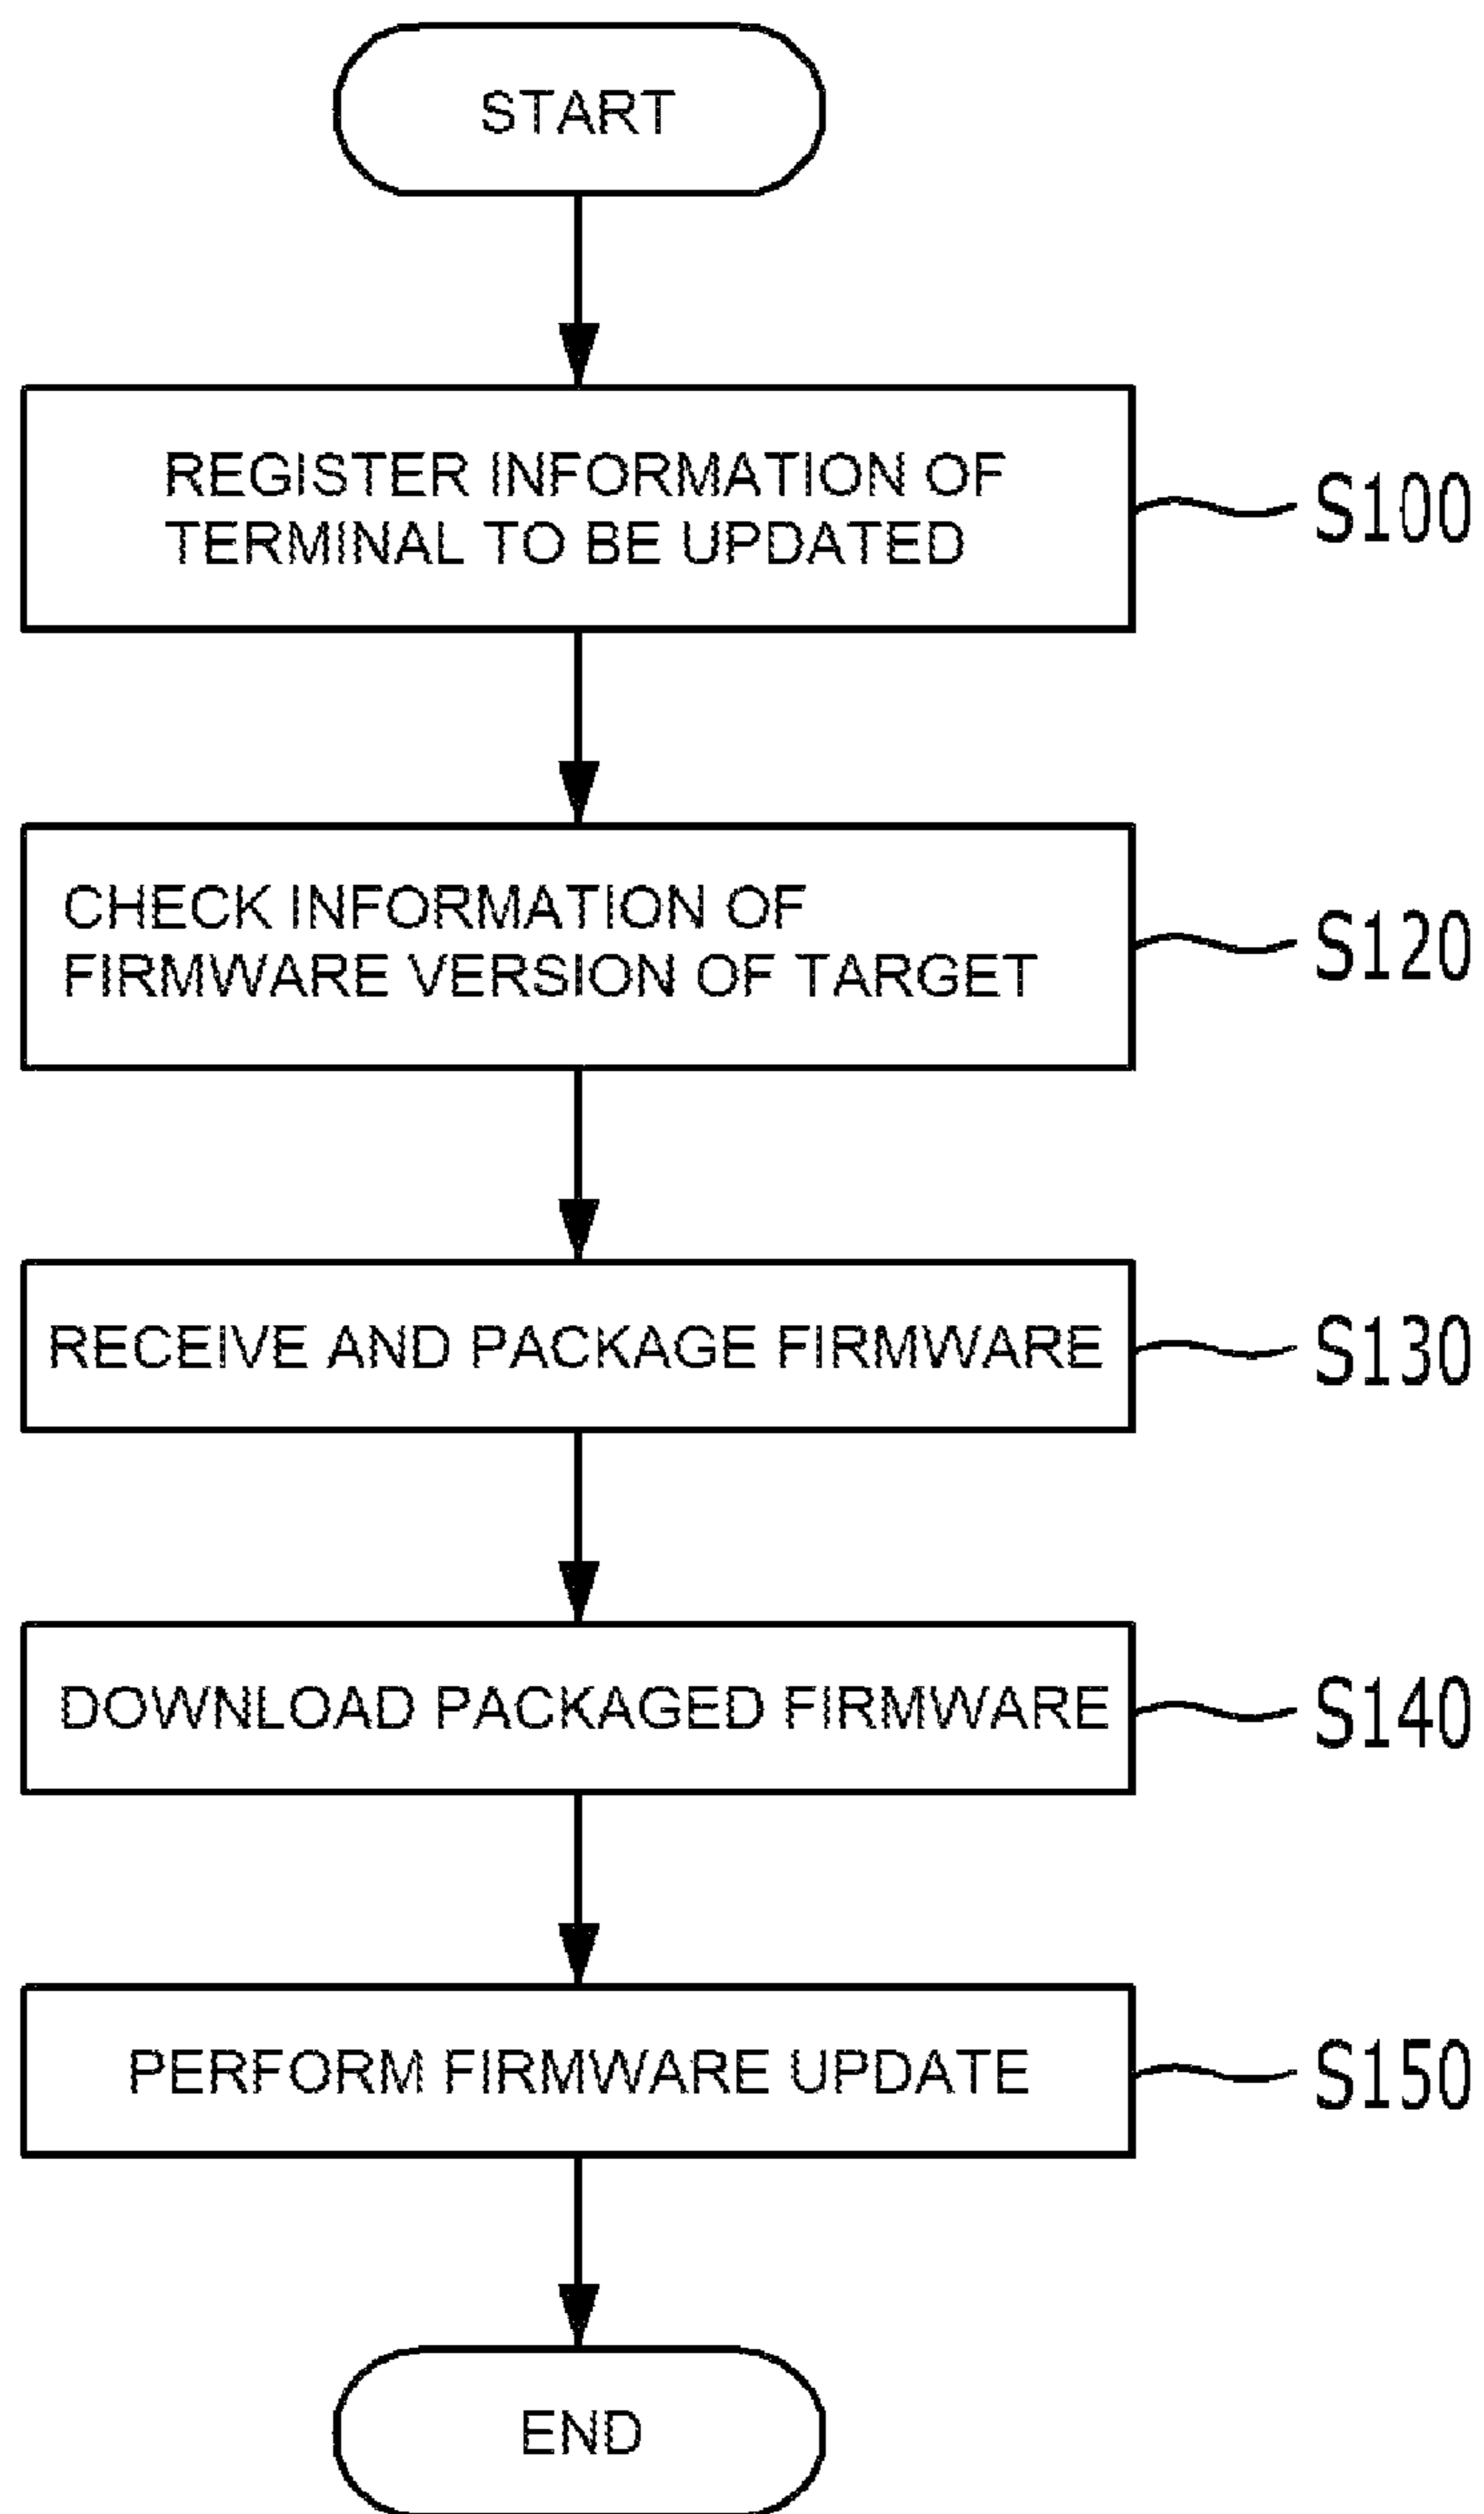 START
REGISTER INFORMATION OF
TERMINAL TO BE UPDATED
S100
CHECK INFORMATION OF
FIRMWARE VERSION OF TARGET
S120
RECEIVE AND PACKAGE FIRMWARE
S130
DOWNLOAD PACKAGED FIRMWARE
S140
PERFORM FIRMWARE UPDATE
S150
END